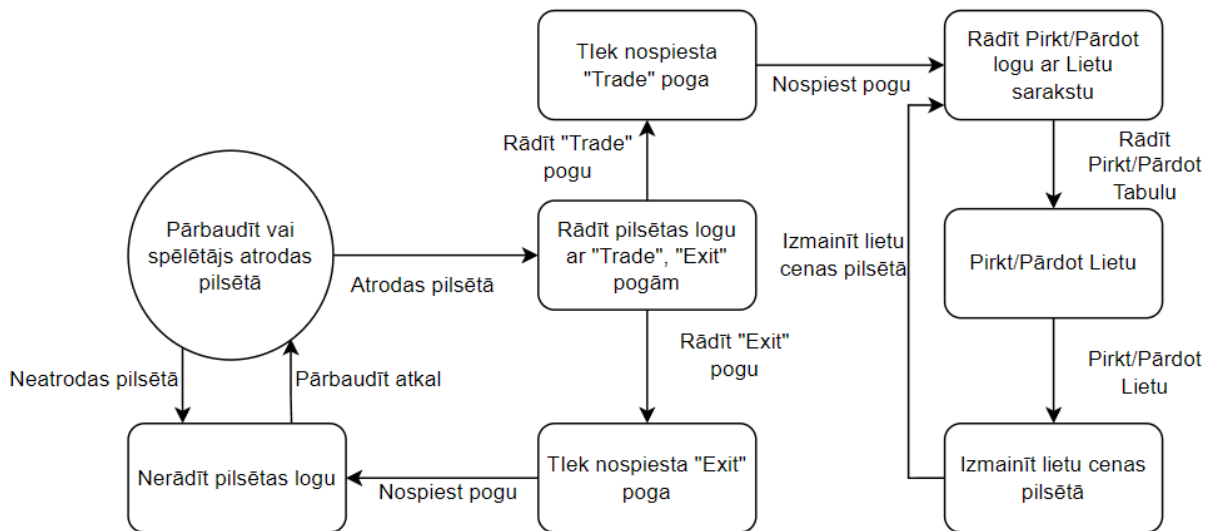 TIek nospiesta
"Trade" poga
Nospiest pogu
Rādīt Pirkt/Pārdot
logu ar Lietu
sarakstu
Rādīt "Trade"
pogu
Rādīt
Pirkt/Pārdot
Tabulu
Pārbaudīt vai
spēlētājs atrodas
pilsētā
Atrodas pilsētā
Rādīt pilsētas logu
ar "Trade", "Exit"
pogām
Izmainīt lietu
cenas pilsētā
Pirkt/Pārdot Lietu
Rādīt "Exit"
pogu
Pirkt/Pārdot
Lietu
Neatrodas pilsētā
Pārbaudīt atkal
Nerādīt pilsētas logu
Nospiest pogu
TIek nospiesta "Exit"
poga
Izmainīt lietu cenas
pilsētā